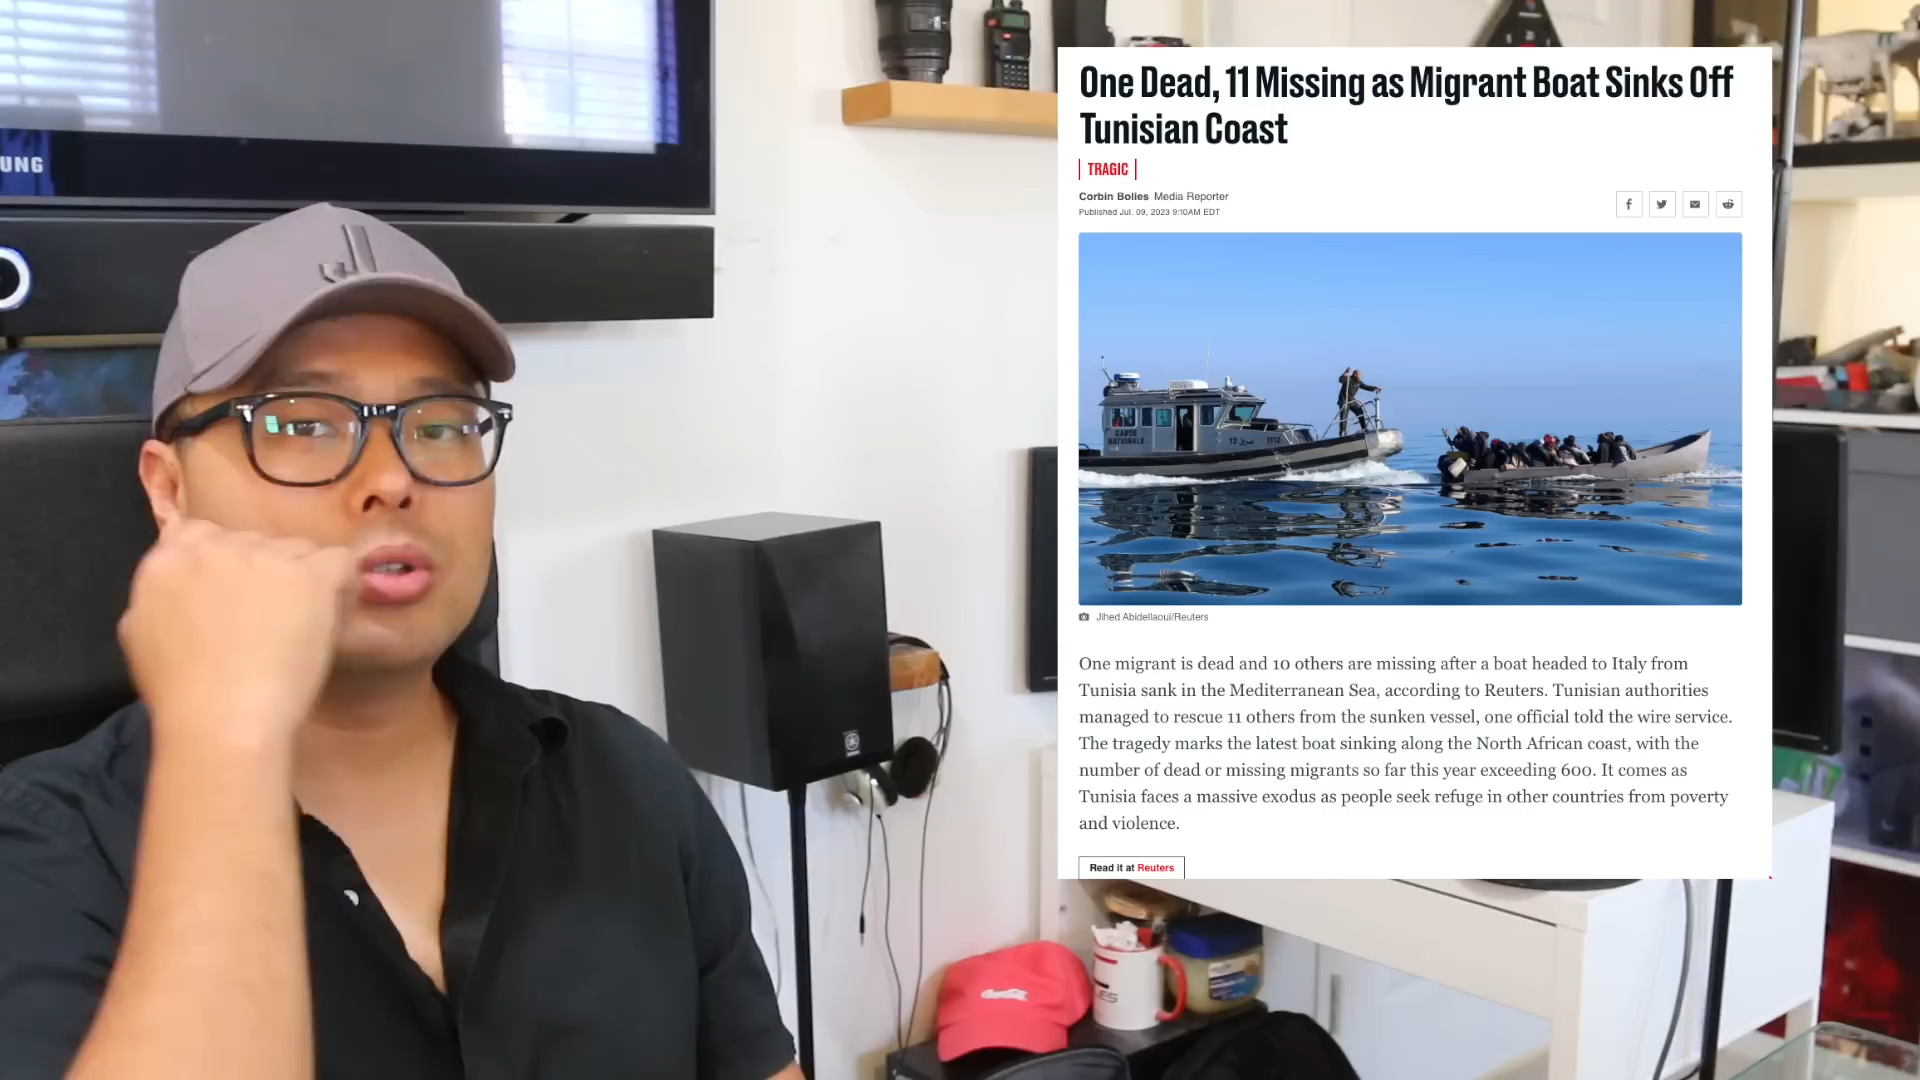 UNG
One Dead, 11 Missing as Migrant Boat Sinks Off
Tunisian Coast
TRAGIC
Corbin Bolies Media Reporter
Published Jul. 09, 2023 9:10AM EDT
GARDE
NATIONALE
12 برق 1112
Jihed Abidellaoui/Reuters
One migrant is dead and 10 others are missing after a boat headed to Italy from
Tunisia sank in the Mediterranean Sea, according to Reuters. Tunisian authorities
managed to rescue 11 others from the sunken vessel, one official told the wire service.
The tragedy marks the latest boat sinking along the North African coast, with the
number of dead or missing migrants so far this year exceeding 600. It comes as
Tunisia faces a massive exodus as people seek refuge in other countries from poverty
and violence.
Read it at Reuters